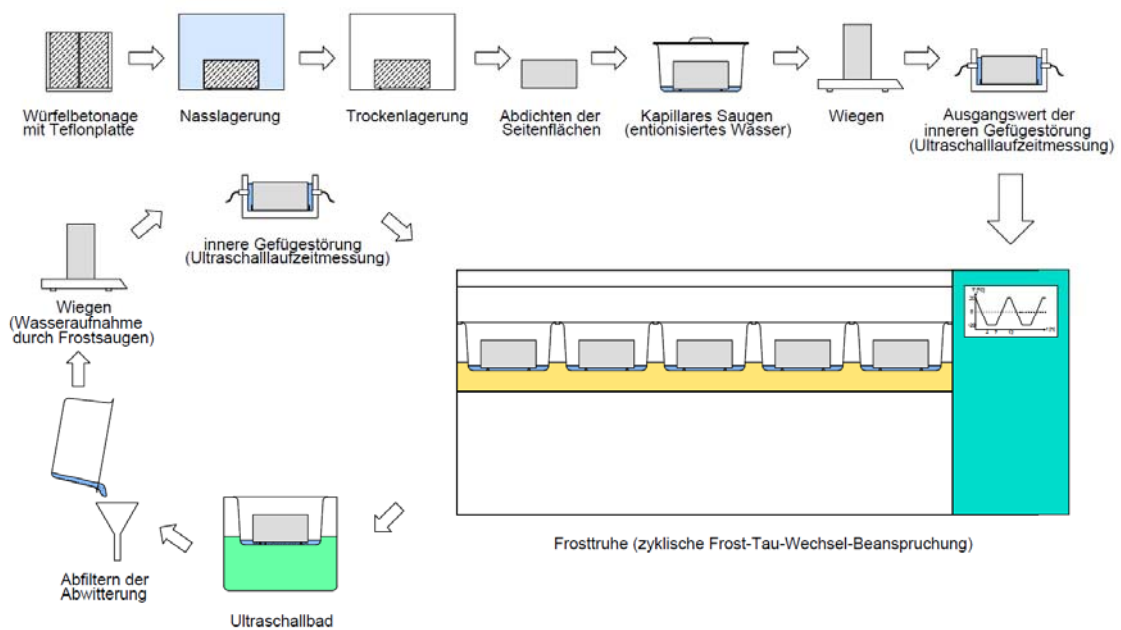 Würfelbetonage
mit Teflonplatte
Nasslagerung
Trockenlagerung
Abdichten der
Seitenflächen
Kapillares Saugen
(entionisiertes Wasser)
Wiegen
Ausgangswert der
inneren Gefügestörung
(Ultraschalllaufzeitmessung)
innere Gefügestörung
(Ultraschalllaufzeitmessung)
Wiegen
(Wasseraufnahme
durch Frostsaugen)
Frosttruhe (zyklische Frost-Tau-Wechsel-Beanspruchung)
Abfiltern der
Abwitterung
Ultraschallbad